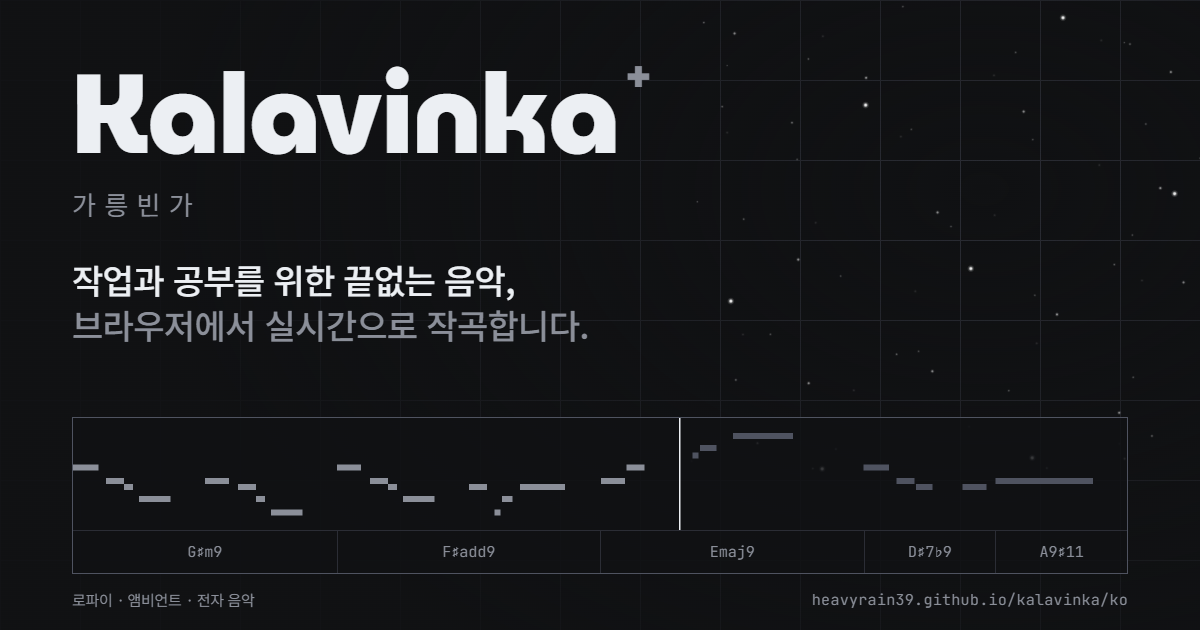 Kalavinka
가릉빈가
작업과 공부를 위한 끝없는 음악,
브라우저에서 실시간으로 작곡합니다.
G♯m9 F♯add9 Emaj9 D♯7♭9 A9♯11
로파이 · 앰비언트 · 전자 음악
heavyrain39.github.io/kalavinka/ko